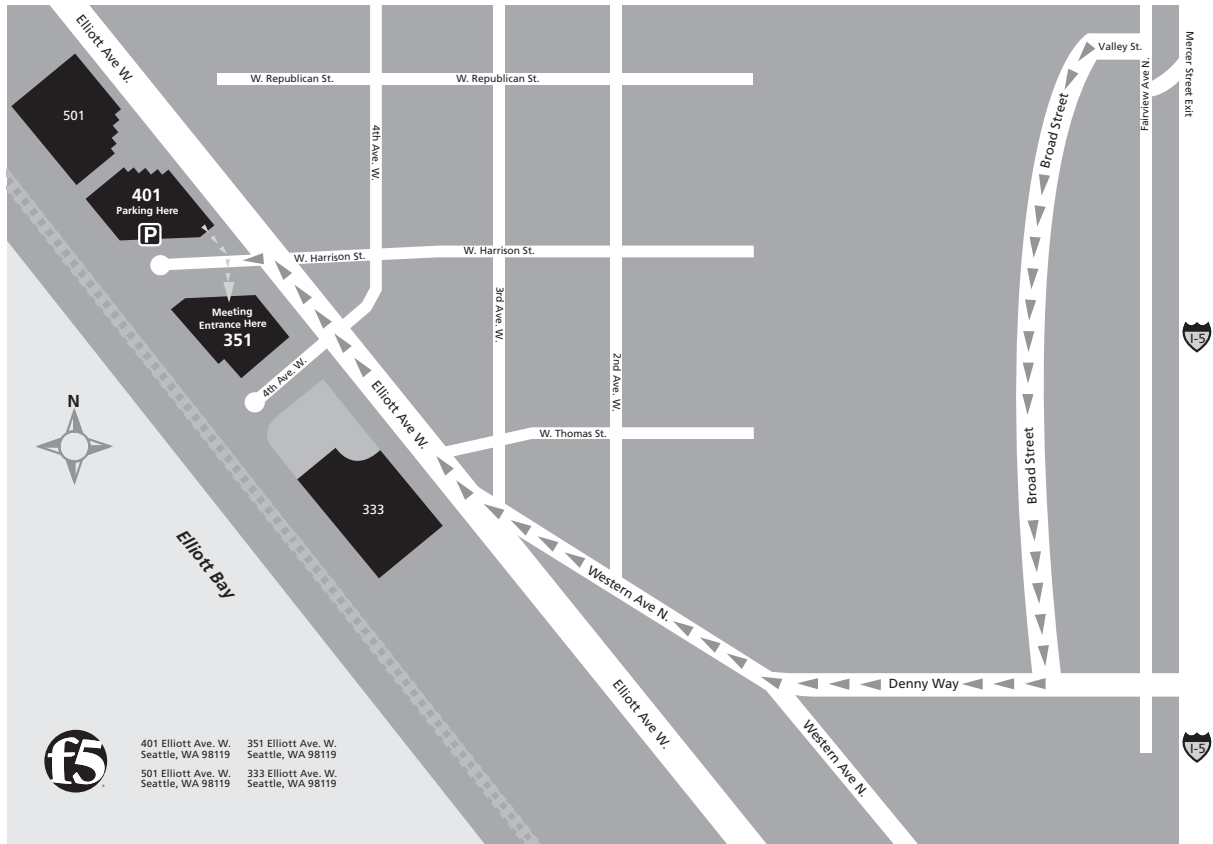 Elliott Ave W.
Valley St.
Mercer Street Exit
Fairview Ave N.
W. Republican St.
W. Republican St.
Broad Street
501
4th Ave. W.
401
Parking Here
P
W. Harrison St.
W. Harrison St.
3rd Ave. W.
Meeting
Entrance Here
351
I-5
4th Ave. W.
2nd Ave. W.
Elliott Ave W.
N
W. Thomas St.
Broad Street
333
Elliott Bay
Western Ave N.
Denny Way
Elliott Ave W.
Western Ave N.
I-5
f5
401 Elliott Ave. W.
Seattle, WA 98119
351 Elliott Ave. W.
Seattle, WA 98119
501 Elliott Ave. W.
Seattle, WA 98119
333 Elliott Ave. W.
Seattle, WA 98119